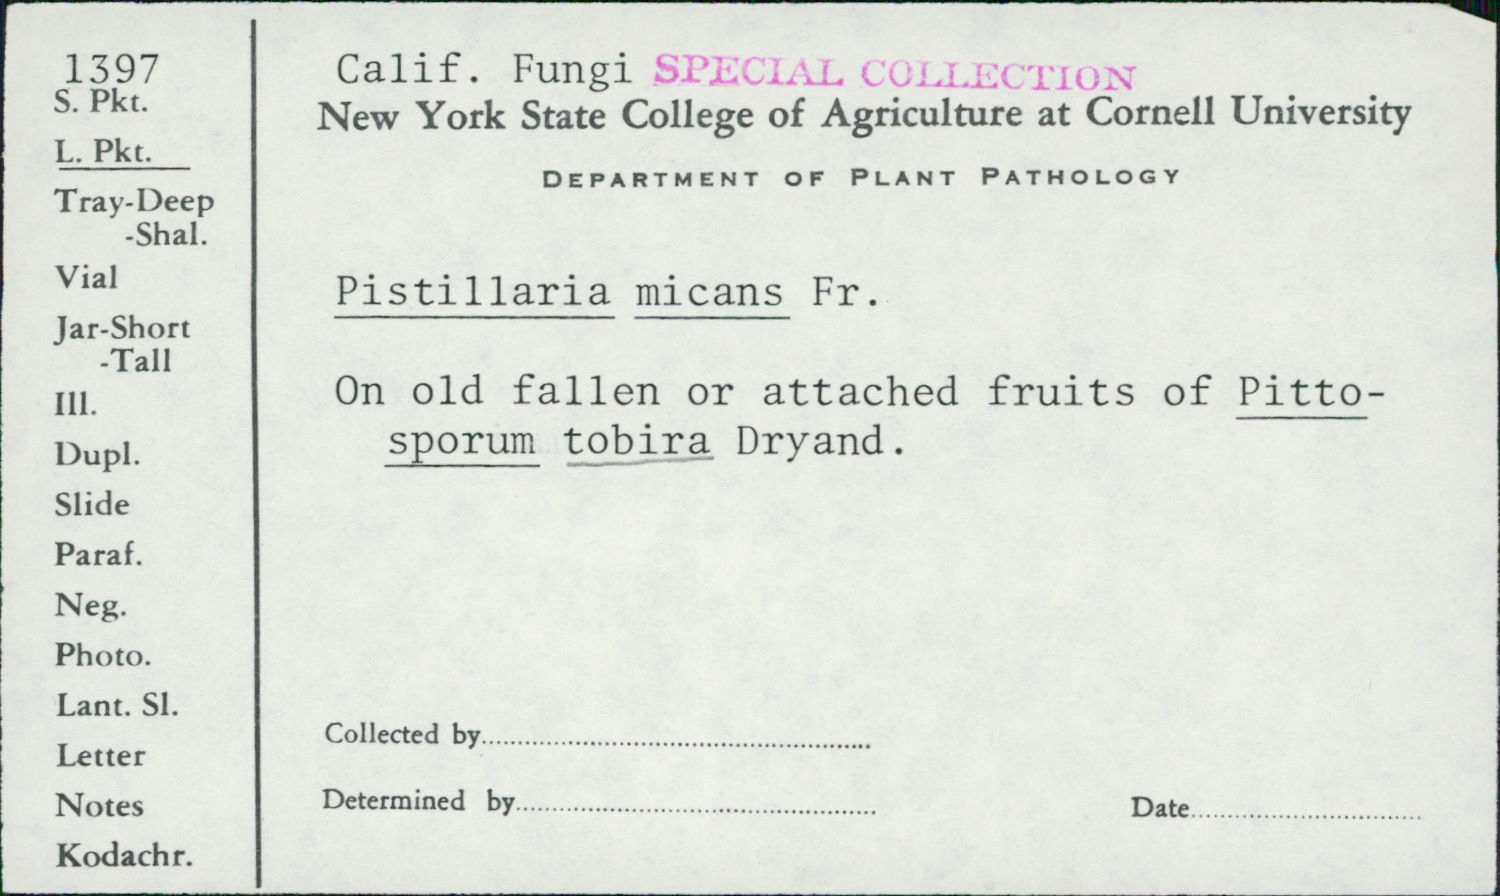 1397
S. Pkt.
L. Pkt.
Tray-Deep
-Shal.
Vial
Jar-Short
-Tall
Ill.
Dupl.
Slide
Paraf.
Neg.
Photo.
Lant. Sl.
Letter
Notes
Kodachr.
Calif. Fungi SPECIAL COLLECTION
New York State College of Agriculture at Cornell University
DEPARTMENT OF PLANT PATHOLOGY
Pistillaria micans Fr.
On old fallen or attached fruits of Pitto-
sporum tobira Dryand.
Collected by
Determined by
Date